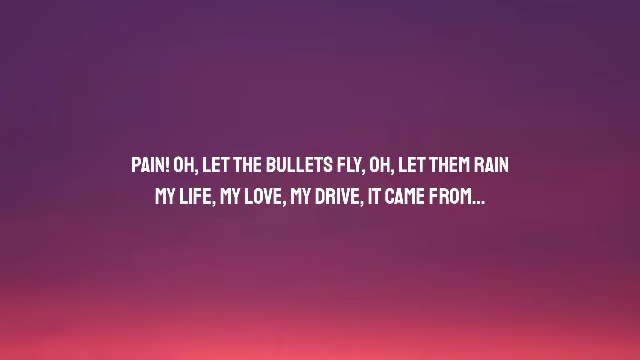 PAIN! OH, LET THE BULLETS FLY, OH, LET THEM RAIN
MY LIFE, MY LOVE, MY DRIVE, IT CAME FROM...